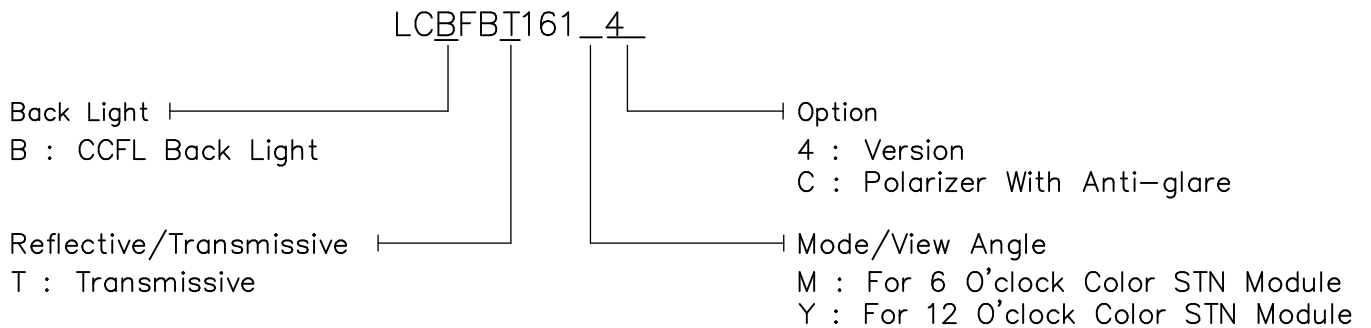 LCBFBT161_4_
Back Light
B : CCFL Back Light
Option
4 : Version
C : Polarizer With Anti-glare
Reflective/Transmissive
T : Transmissive
Mode/View Angle
M : For 6 O'clock Color STN Module
Y : For 12 O'clock Color STN Module